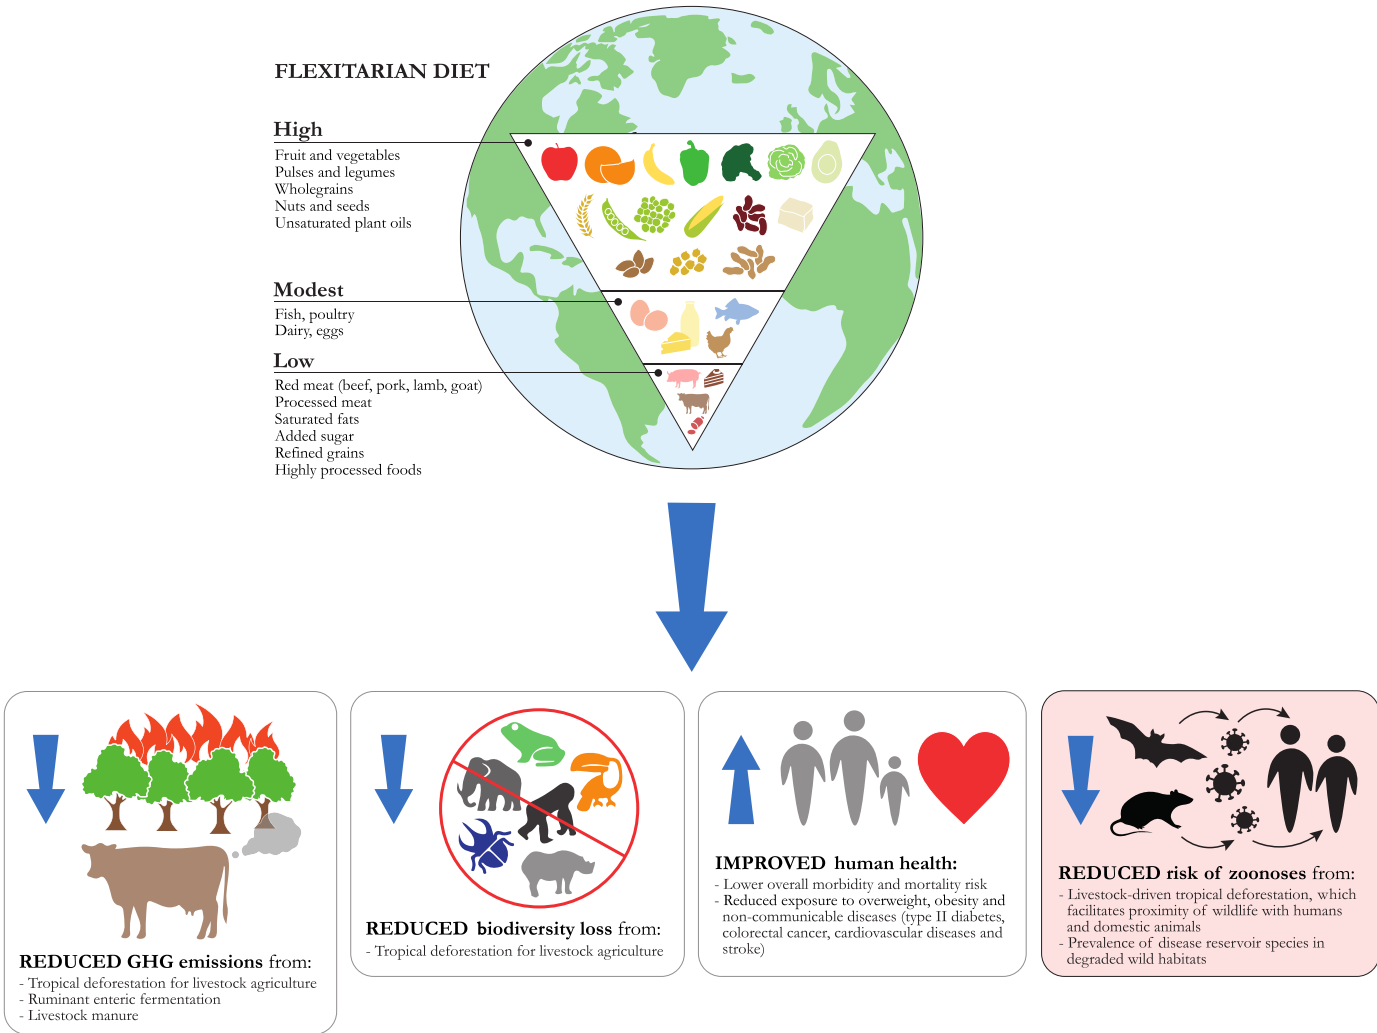 FLEXITARIAN DIET
High
Fruit and vegetables
Pulses and legumes
Wholegrains
Nuts and seeds
Unsaturated plant oils
Modest
Fish, poultry
Dairy, eggs
Low
Red meat (beef, pork, lamb, goat)
Processed meat
Saturated fats
Added sugar
Refined grains
Highly processed foods
REDUCED GHG emissions from:
- Tropical deforestation for livestock agriculture
- Ruminant enteric fermentation
- Livestock manure
REDUCED biodiversity loss from:
- Tropical deforestation for livestock agriculture
IMPROVED human health:
- Lower overall morbidity and mortality risk
- Reduced exposure to overweight, obesity and
non-communicable diseases (type II diabetes,
colorectal cancer, cardiovascular diseases and
stroke)
REDUCED risk of zoonoses from:
- Livestock-driven tropical deforestation, which
facilitates proximity of wildlife with humans
and domestic animals
- Prevalence of disease reservoir species in
degraded wild habitats